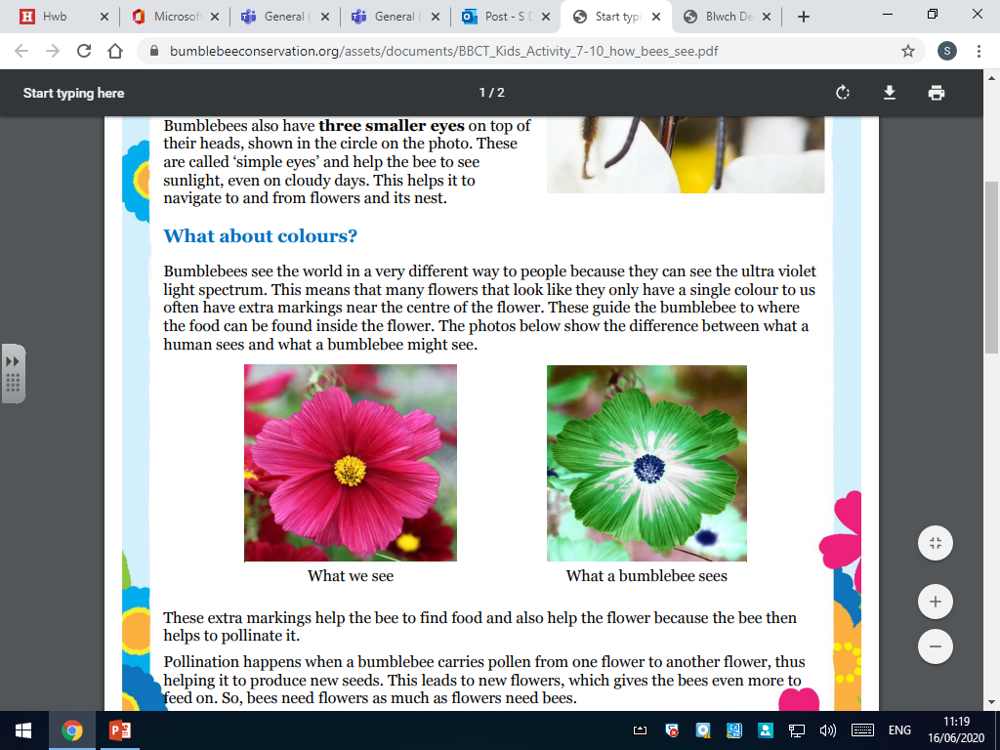 Hwb
Microsof
General (
General (
Post - S D
Start typi
Blwch De
bumblebeeconservation.org/assets/documents/BBCT_Kids_Activity_7-10_how_bees_see.pdf
S
Start typing here
1 / 2
Bumblebees also have three smaller eyes on top of
their heads, shown in the circle on the photo. These
are called ‘simple eyes’ and help the bee to see
sunlight, even on cloudy days. This helps it to
navigate to and from flowers and its nest.
What about colours?
Bumblebees see the world in a very different way to people because they can see the ultra violet
light spectrum. This means that many flowers that look like they only have a single colour to us
often have extra markings near the centre of the flower. These guide the bumblebee to where
the food can be found inside the flower. The photos below show the difference between what a
human sees and what a bumblebee might see.
What we see
What a bumblebee sees
These extra markings help the bee to find food and also help the flower because the bee then
helps to pollinate it.
Pollination happens when a bumblebee carries pollen from one flower to another flower, thus
helping it to produce new seeds. This leads to new flowers, which gives the bees even more to
feed on. So, bees need flowers as much as flowers need bees.
ENG
11:19
16/06/2020